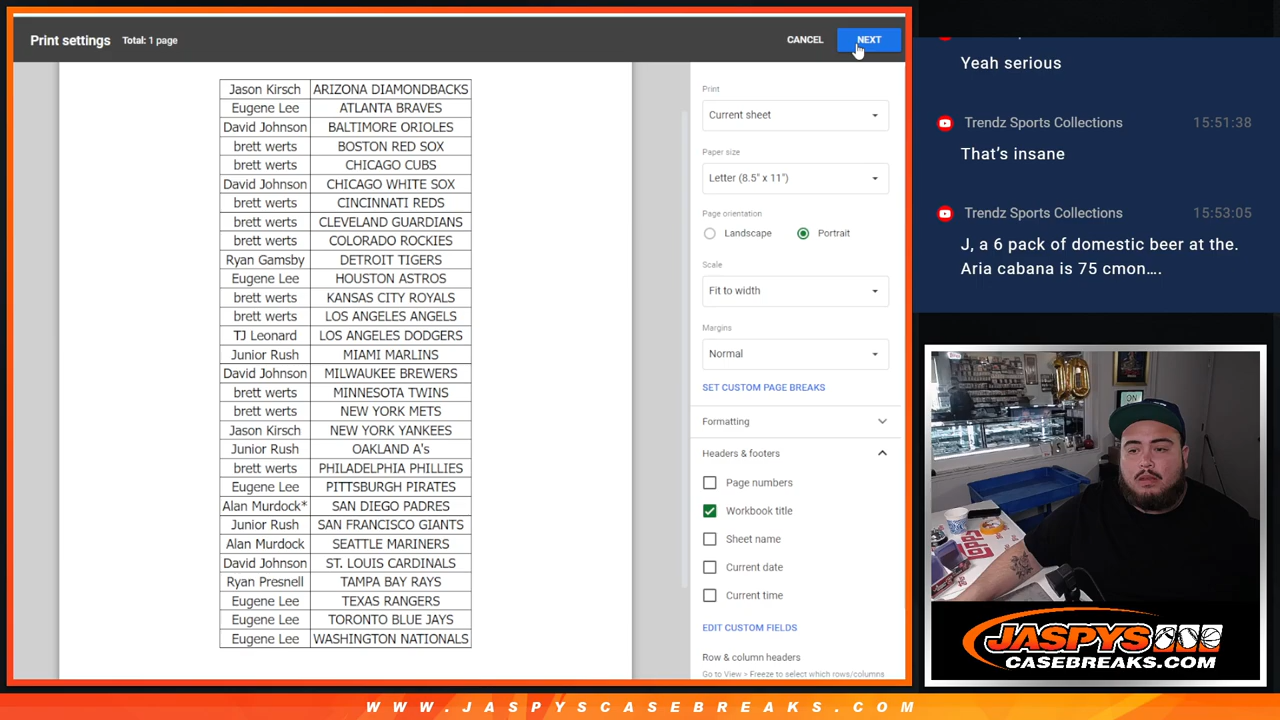 Print settings Total: 1 page
CANCEL NEXT
Jason Kirsch ARIZONA DIAMONDBACKS
Eugene Lee ATLANTA BRAVES
David Johnson BALTIMORE ORIOLES
brett werts BOSTON RED SOX
brett werts CHICAGO CUBS
David Johnson CHICAGO WHITE SOX
brett werts CINCINNATI REDS
brett werts CLEVELAND GUARDIANS
brett werts COLORADO ROCKIES
Ryan Gamsby DETROIT TIGERS
Eugene Lee HOUSTON ASTROS
brett werts KANSAS CITY ROYALS
brett werts LOS ANGELES ANGELS
TJ Leonard LOS ANGELES DODGERS
Junior Rush MIAMI MARLINS
David Johnson MILWAUKEE BREWERS
brett werts MINNESOTA TWINS
brett werts NEW YORK METS
Jason Kirsch NEW YORK YANKEES
Junior Rush OAKLAND A's
brett werts PHILADELPHIA PHILLIES
Eugene Lee PITTSBURGH PIRATES
Alan Murdock* SAN DIEGO PADRES
Junior Rush SAN FRANCISCO GIANTS
Alan Murdock SEATTLE MARINERS
David Johnson ST. LOUIS CARDINALS
Ryan Presnell TAMPA BAY RAYS
Eugene Lee TEXAS RANGERS
Eugene Lee TORONTO BLUE JAYS
Eugene Lee WASHINGTON NATIONALS
Print
Current sheet
Paper size
Letter (8.5" x 11")
Page orientation
Landscape Portrait
Scale
Fit to width
Margins
Normal
SET CUSTOM PAGE BREAKS
Formatting
Headers & footers
Page numbers
Workbook title
Sheet name
Current date
Current time
EDIT CUSTOM FIELDS
Row & column headers
Go to View > Freeze to select which rows/columns
Yeah serious
Trendz Sports Collections 15:51:38
That's insane
Trendz Sports Collections 15:53:05
J, a 6 pack of domestic beer at the.
Aria cabana is 75 cmon....
10
ON
JASPYS
CASEBREAKS.COM
WWW.JASPYSCASEBREAKS.COM